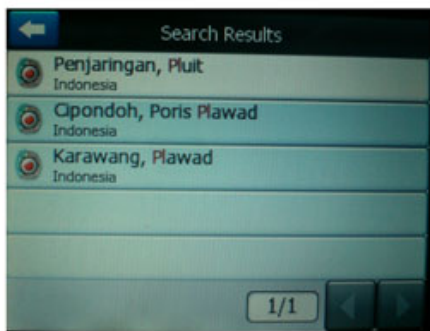 Search Results
Penjaringan, Pluit
Indonesia
Cipondoh, Poris Plawad
Indonesia
Karawang, Plawad
Indonesia
1/1